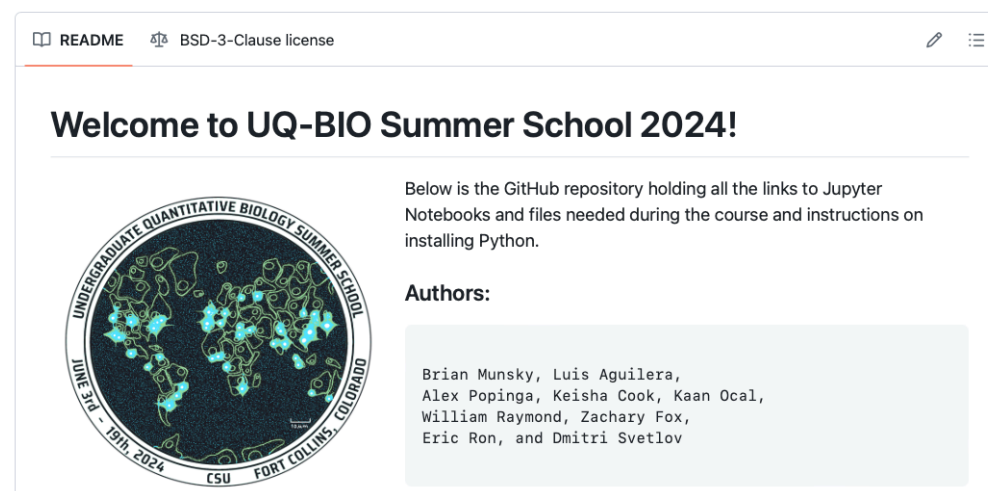 README
BSD-3-Clause license
Welcome to UQ-BIO Summer School 2024!
UNDERGRADUATE QUANTITATIVE BIOLOGY SUMMER SCHOOL
JUNE 3rd - 19th, 2024
CSU
FORT COLLINS, COLORADO
Below is the GitHub repository holding all the links to Jupyter
Notebooks and files needed during the course and instructions on
installing Python.
Authors:
Brian Munsky, Luis Aguilera,
Alex Popinga, Keisha Cook, Kaan Ocal,
William Raymond, Zachary Fox,
Eric Ron, and Dmitri Svetlov